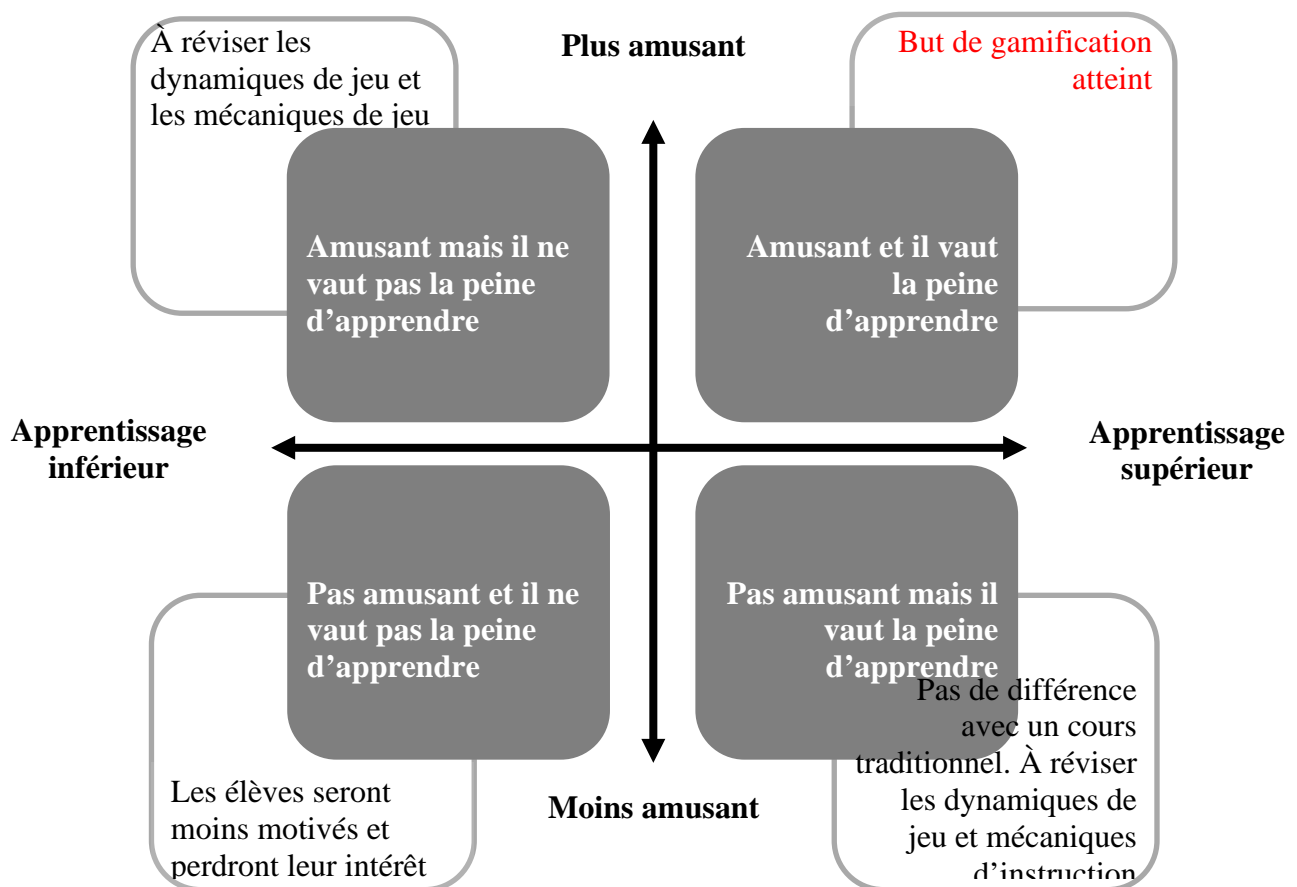 À réviser les
dynamiques de jeu et
les mécaniques de jeu
Plus amusant
But de gamification
atteint
Amusant mais il ne
vaut pas la peine
d’apprendre
Amusant et il vaut
la peine
d’apprendre
Apprentissage
inférieur
Apprentissage
supérieur
Pas amusant et il ne
vaut pas la peine
d’apprendre
Pas amusant mais il
vaut la peine
d’apprendre
Les élèves seront
moins motivés et
perdront leur intérêt
Moins amusant
Pas de différence
avec un cours
traditionnel. À réviser
les dynamiques de
jeu et mécaniques
d’instruction